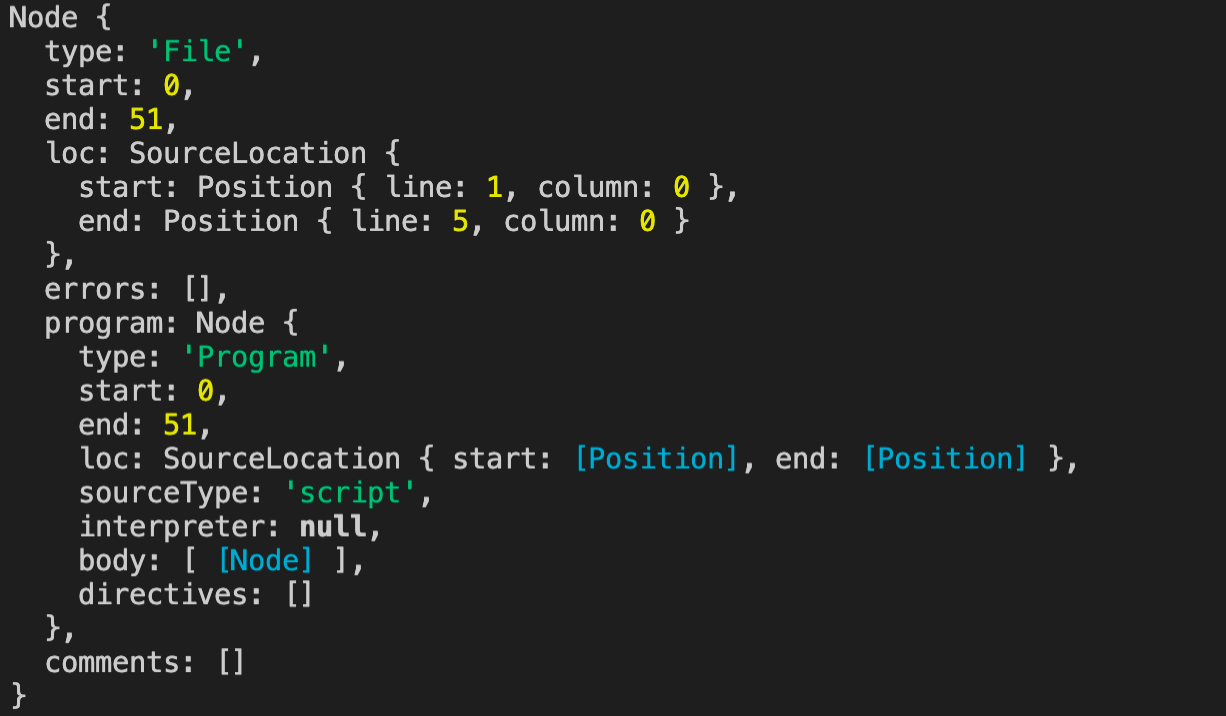 Node {
  type: 'File',
  start: 0,
  end: 51,
  loc: SourceLocation {
    start: Position { line: 1, column: 0 },
    end: Position { line: 5, column: 0 }
  },
  errors: [],
  program: Node {
    type: 'Program',
    start: 0,
    end: 51,
    loc: SourceLocation { start: [Position], end: [Position] },
    sourceType: 'script',
    interpreter: null,
    body: [ [Node] ],
    directives: []
  },
  comments: []
}